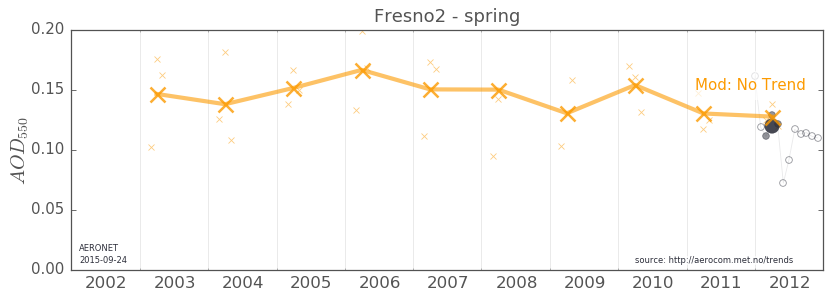 Fresno2 - spring
0.20
0.15
0.10
0.05
0.00
AOD550
Mod: No Trend
AERONET
2015-09-24
source: http://aerocom.met.no/trends
2002 2003 2004 2005 2006 2007 2008 2009 2010 2011 2012